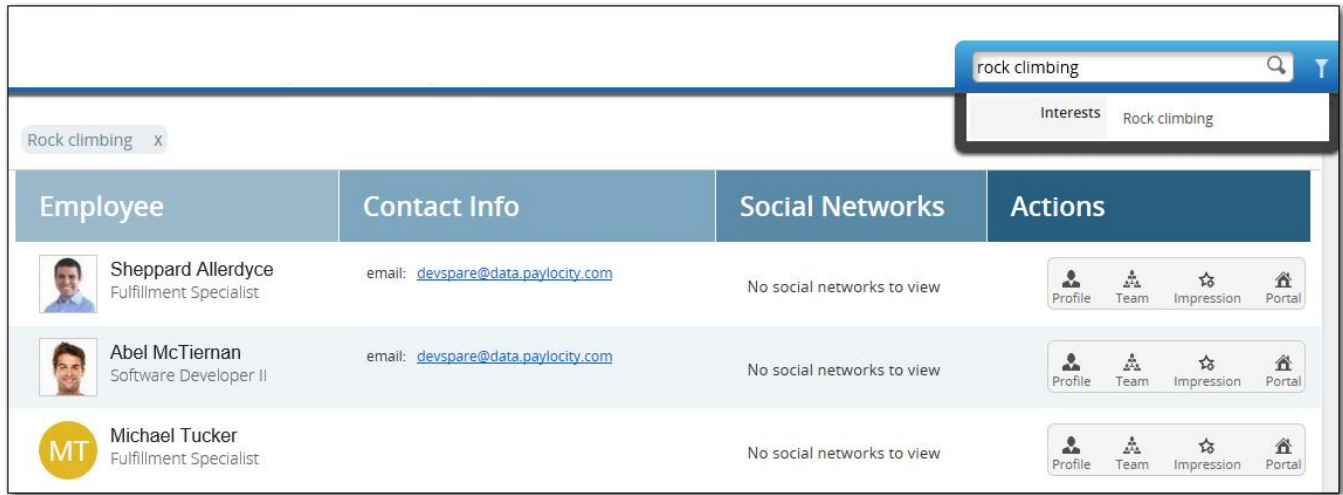 rock climbing
Interests Rock climbing
Rock climbing x
Employee Contact Info Social Networks Actions
Sheppard Allerdyce
Fulfillment Specialist
email: devspare@data.paylocity.com
No social networks to view
Profile Team Impression Portal
Abel McTiernan
Software Developer II
email: devspare@data.paylocity.com
No social networks to view
Profile Team Impression Portal
MT
Michael Tucker
Fulfillment Specialist
No social networks to view
Profile Team Impression Portal